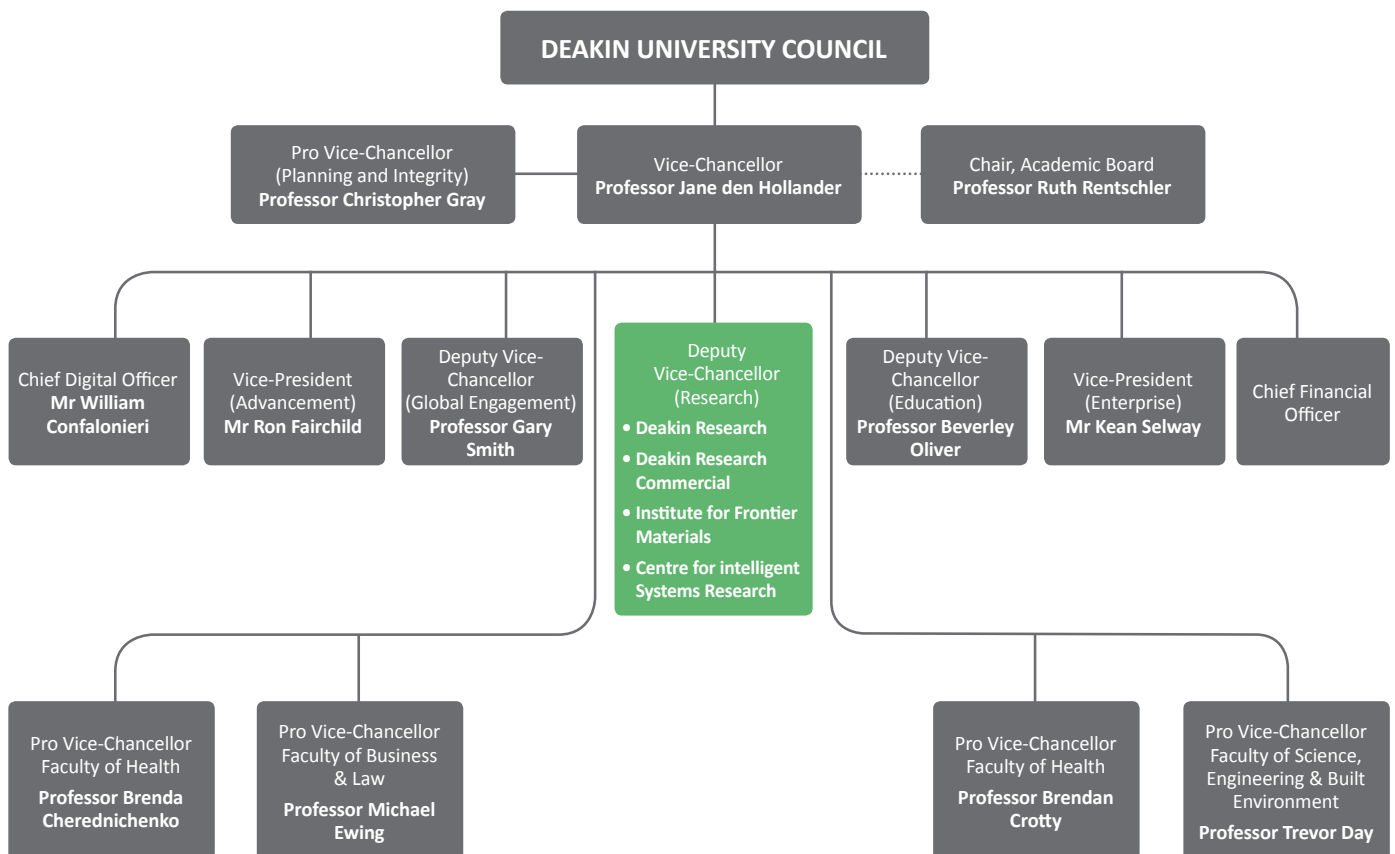 DEAKIN UNIVERSITY COUNCIL
Pro Vice-Chancellor
(Planning and Integrity)
Professor Christopher Gray
Vice-Chancellor
Professor Jane den Hollander
Chair, Academic Board
Professor Ruth Rentschler
Chief Digital Officer
Mr William
Confalonieri
Vice-President
(Advancement)
Mr Ron Fairchild
Deputy Vice-
Chancellor
(Global Engagement)
Professor Gary
Smith
Deputy
Vice-Chancellor
(Research)
• Deakin Research
• Deakin Research
Commercial
• Institute for Frontier
Materials
• Centre for intelligent
Systems Research
Deputy Vice-
Chancellor
(Education)
Professor Beverley
Oliver
Vice-President
(Enterprise)
Mr Kean Selway
Chief Financial
Officer
Pro Vice-Chancellor
Faculty of Health
Professor Brenda
Cherednichenko
Pro Vice-Chancellor
Faculty of Business
& Law
Professor Michael
Ewing
Pro Vice-Chancellor
Faculty of Health
Professor Brendan
Crotty
Pro Vice-Chancellor
Faculty of Science,
Engineering & Built
Environment
Professor Trevor Day